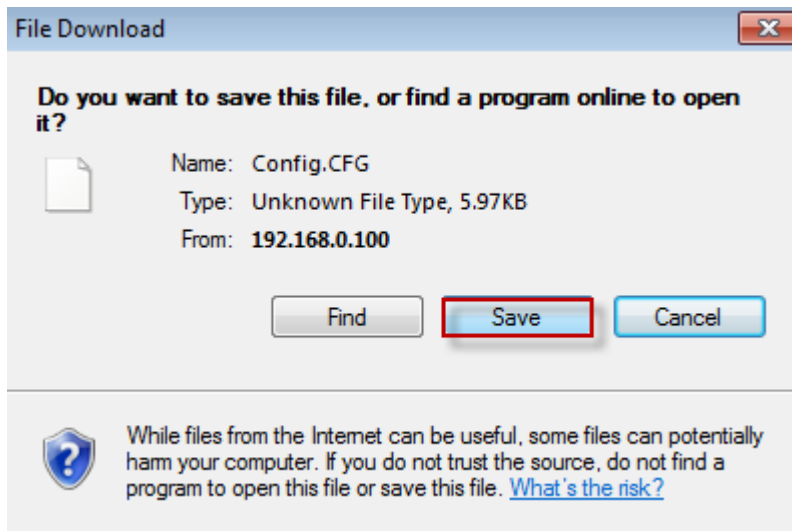 File Download
Do you want to save this file, or find a program online to open
it?
Name: Config.CFG
Type: Unknown File Type, 5.97KB
From: 192.168.0.100
Find Save Cancel
While files from the Internet can be useful, some files can potentially
harm your computer. If you do not trust the source, do not find a
program to open this file or save this file. What's the risk?